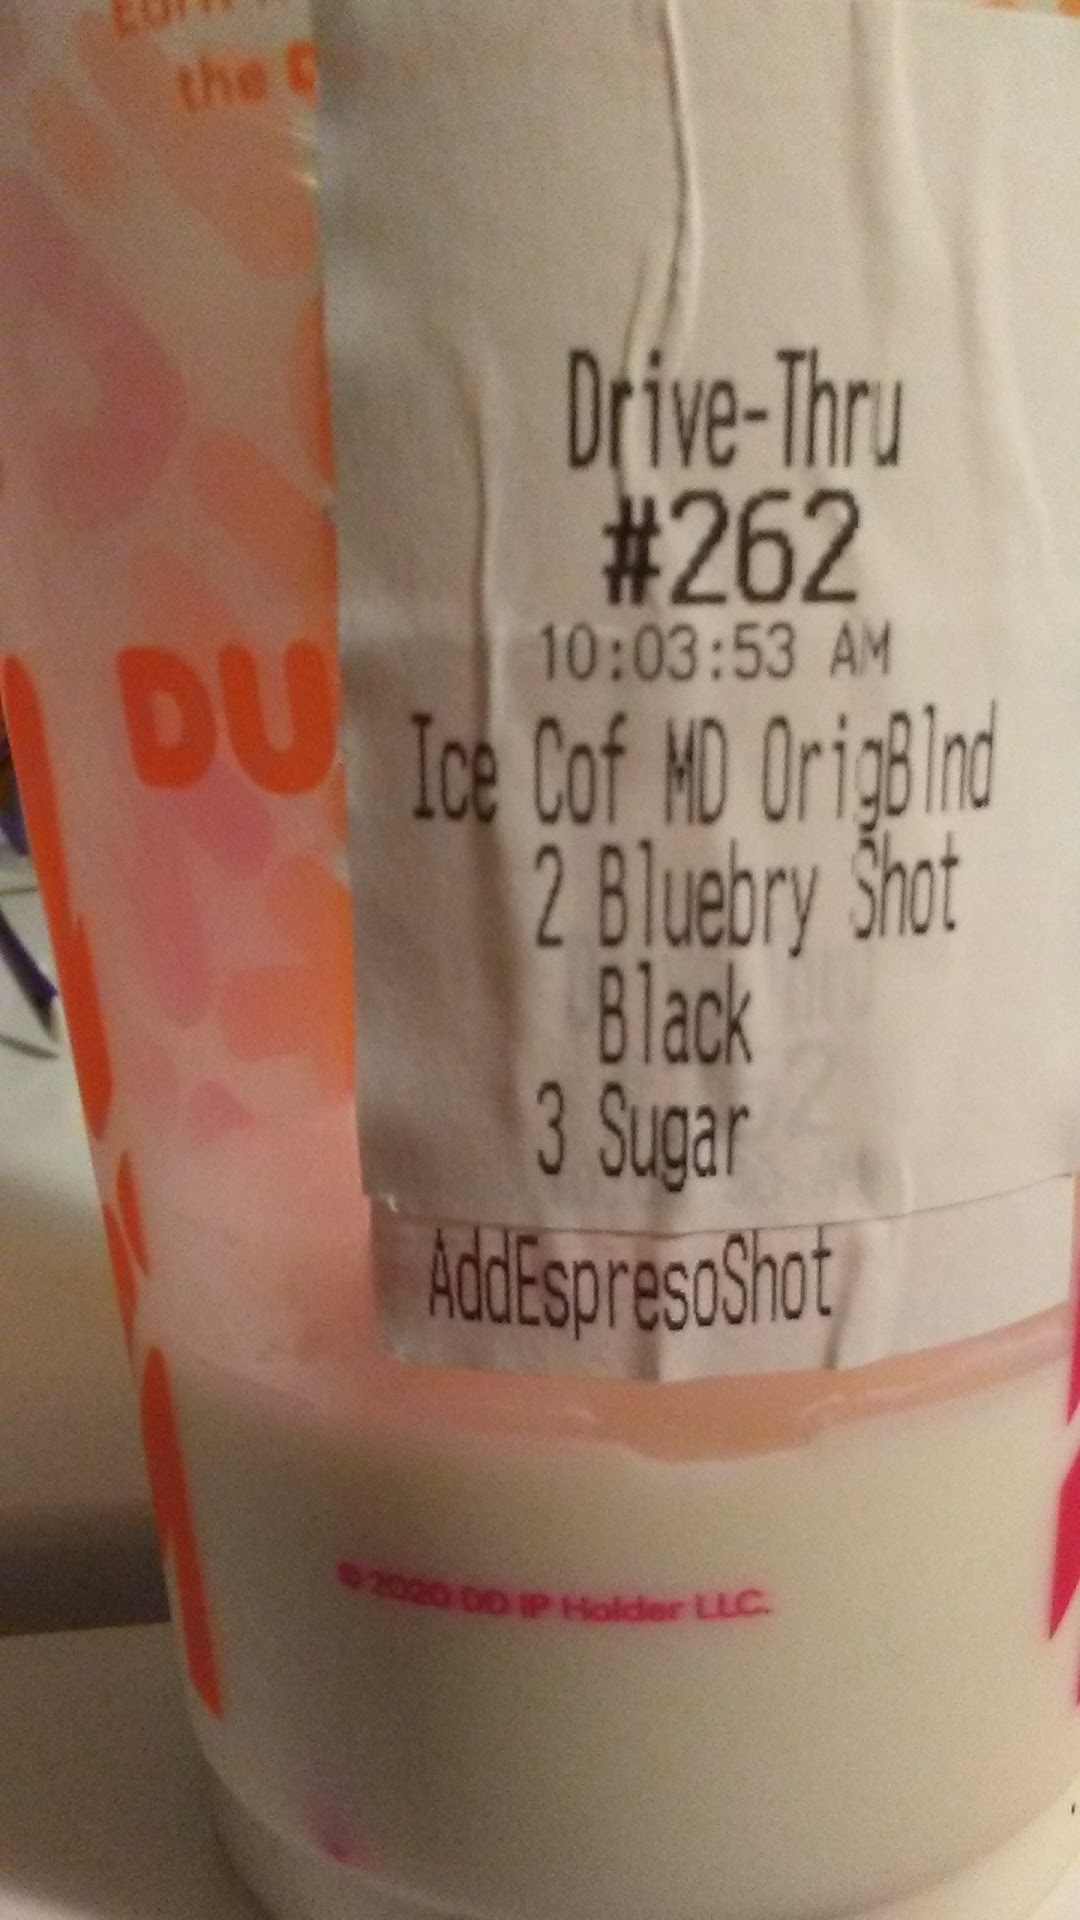 the
DU
Drive-Thru
#262
10:03:53 AM
Ice Cof MD OrigBlnd
2 Bluebry Shot
Black
3 Sugar
AddEspresoShot
©2020 DD IP Holder LLC.